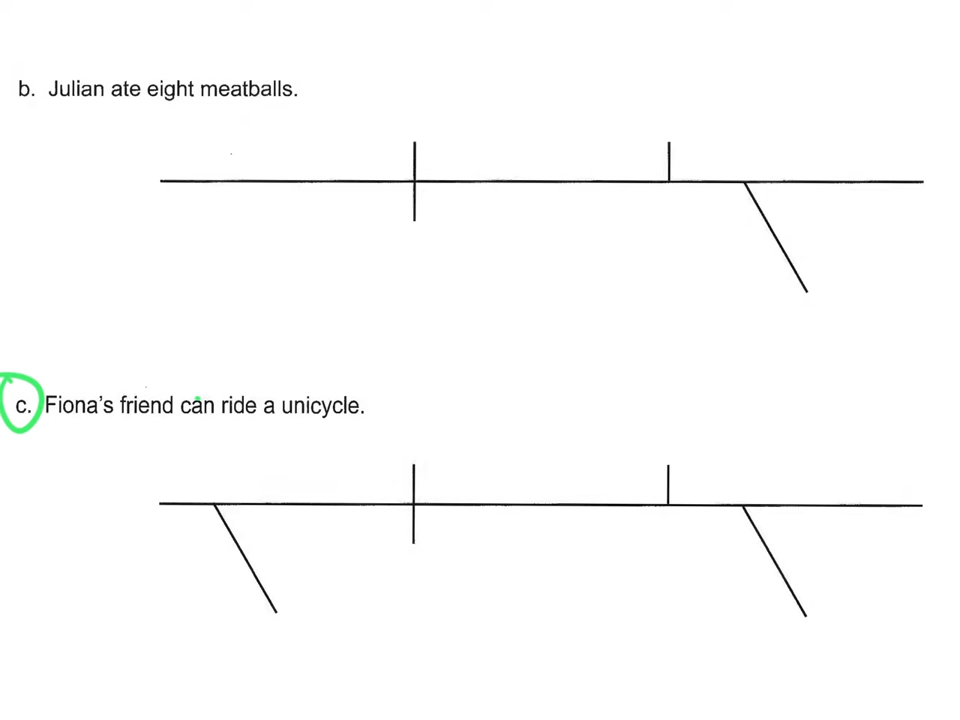 b. Julian ate eight meatballs.
c. Fiona’s friend can ride a unicycle.